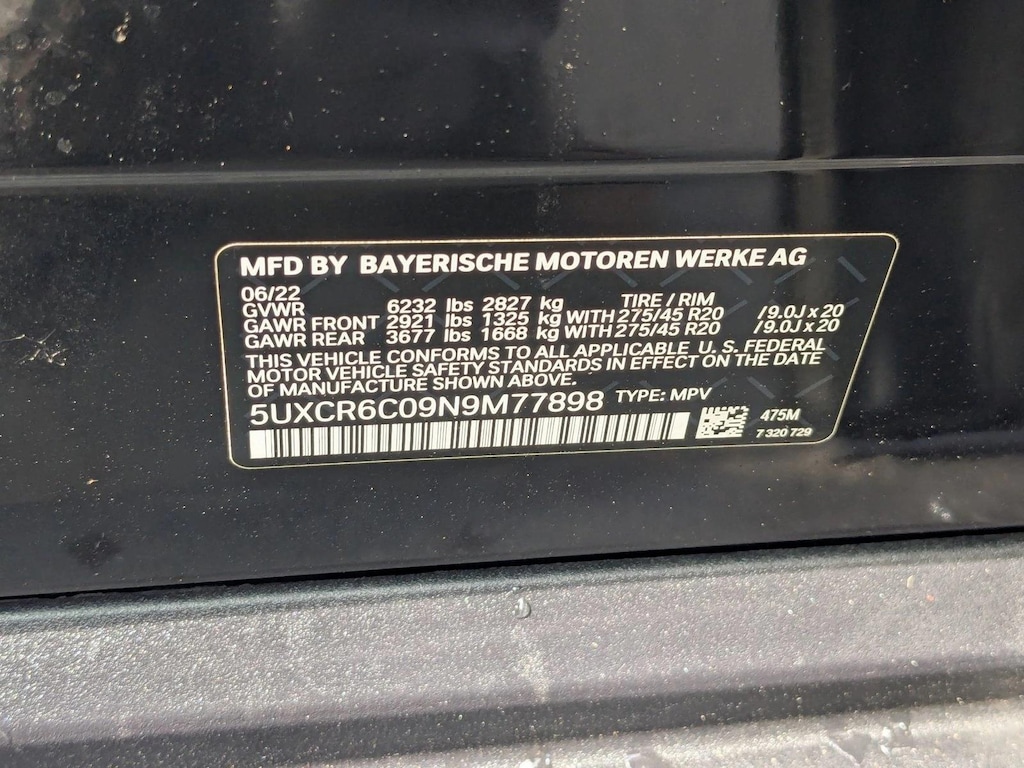 MFD BY BAYERISCHE MOTOREN WERKE AG
06/22 TIRE / RIM
GVWR 6232 lbs 2827 kg
GAWR FRONT 2921 lbs 1325 kg WITH 275/45 R20 /9.0J x 20
GAWR REAR 3677 lbs 1668 kg WITH 275/45 R20 /9.0J x 20
THIS VEHICLE CONFORMS TO ALL APPLICABLE U. S. FEDERAL
MOTOR VEHICLE SAFETY STANDARDS IN EFFECT ON THE DATE
OF MANUFACTURE SHOWN ABOVE.
5UXCR6C09N9M77898 TYPE: MPV
475M
7 320 729